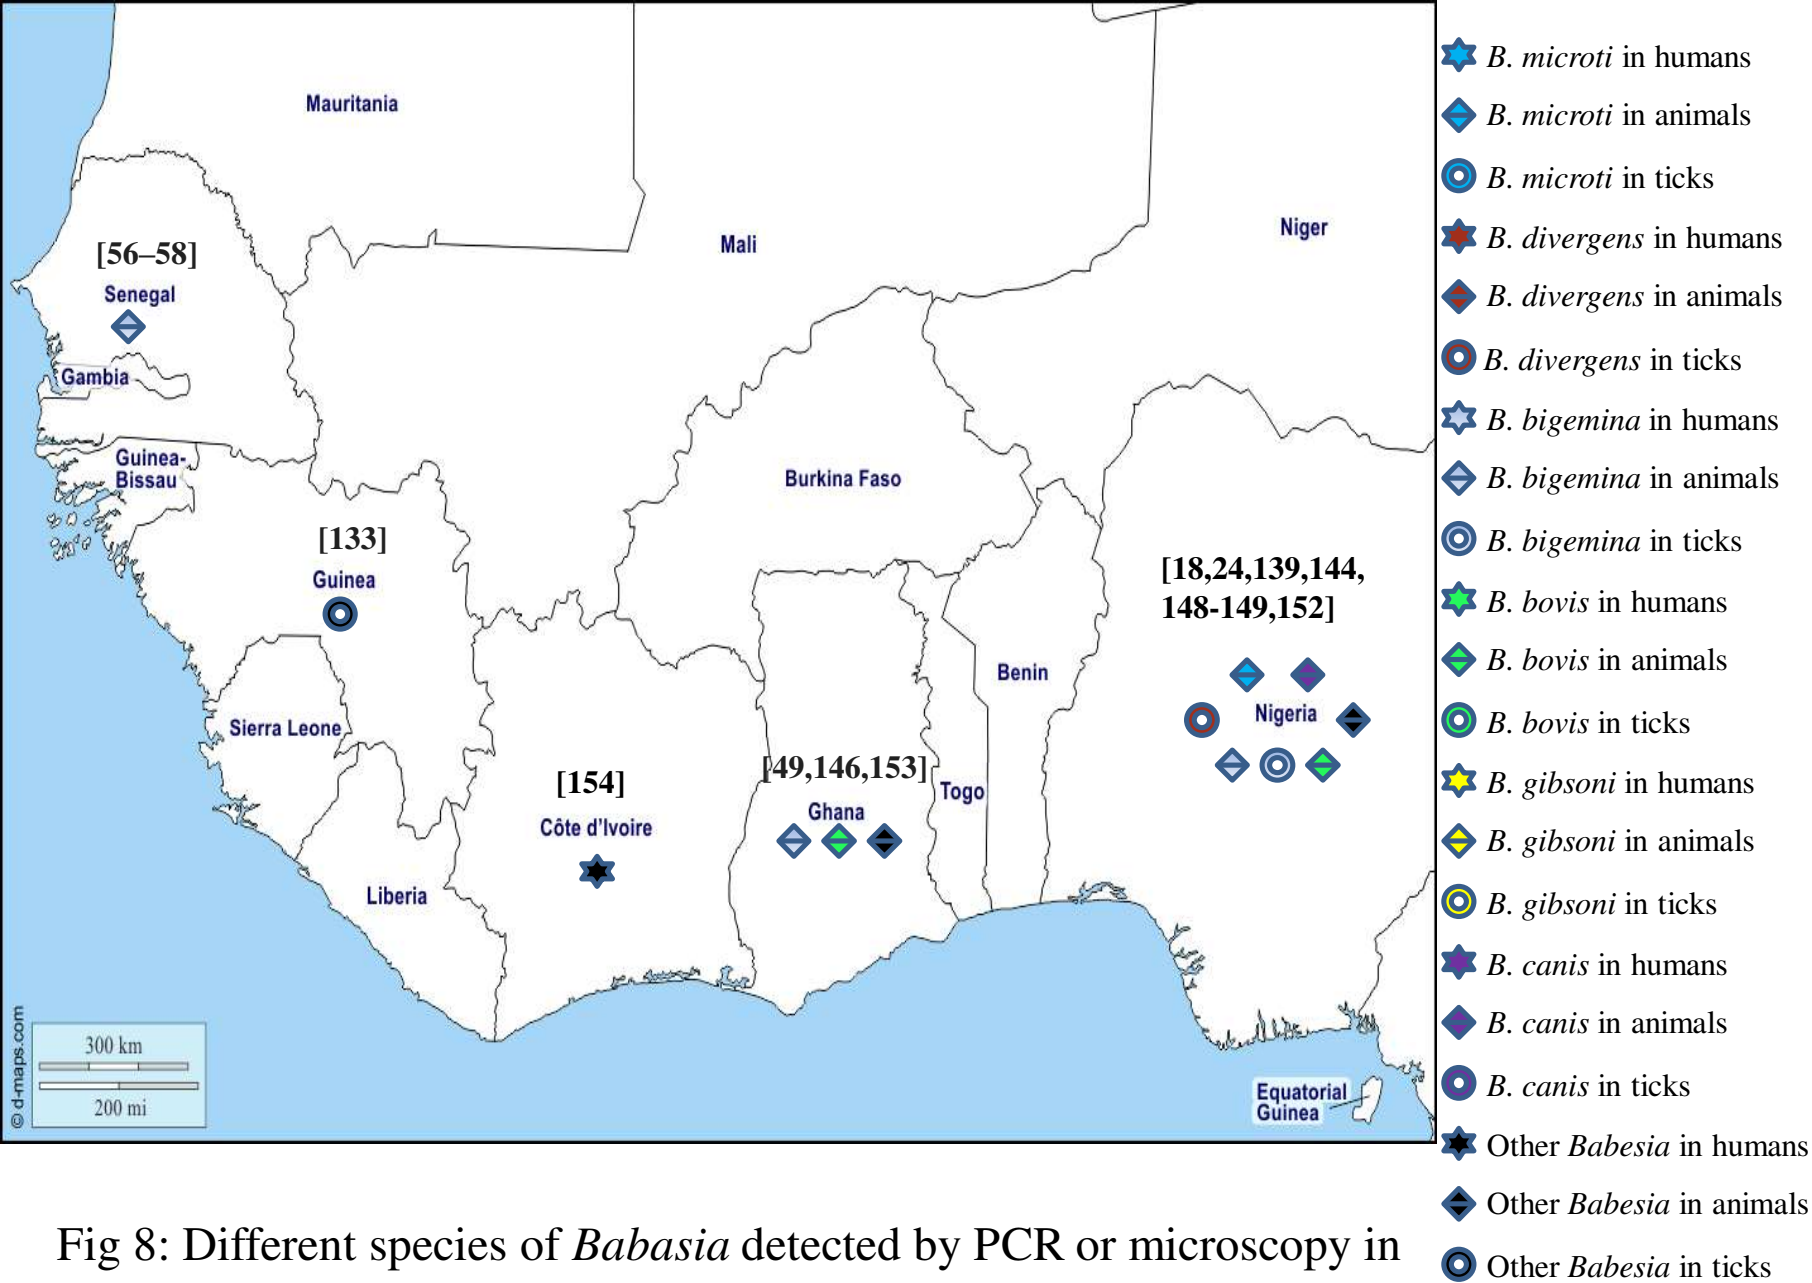 Mauritania
Niger
Mali
[56–58]
Senegal
Gambia
Guinea-
Bissau
Burkina Faso
[133]
Guinea
[18,24,139,144,
148-149,152]
Benin
Nigeria
Sierra Leone
[154]
Côte d'Ivoire
[49,146,153]
Ghana
Togo
Liberia
Equatorial
Guinea
300 km
200 mi
© d-maps.com
B. microti in humans
B. microti in animals
B. microti in ticks
B. divergens in humans
B. divergens in animals
B. divergens in ticks
B. bigemina in humans
B. bigemina in animals
B. bigemina in ticks
B. bovis in humans
B. bovis in animals
B. bovis in ticks
B. gibsoni in humans
B. gibsoni in animals
B. gibsoni in ticks
B. canis in humans
B. canis in animals
B. canis in ticks
Other Babesia in humans
Other Babesia in animals
Other Babesia in ticks
Fig 8: Different species of Babasia detected by PCR or microscopy in